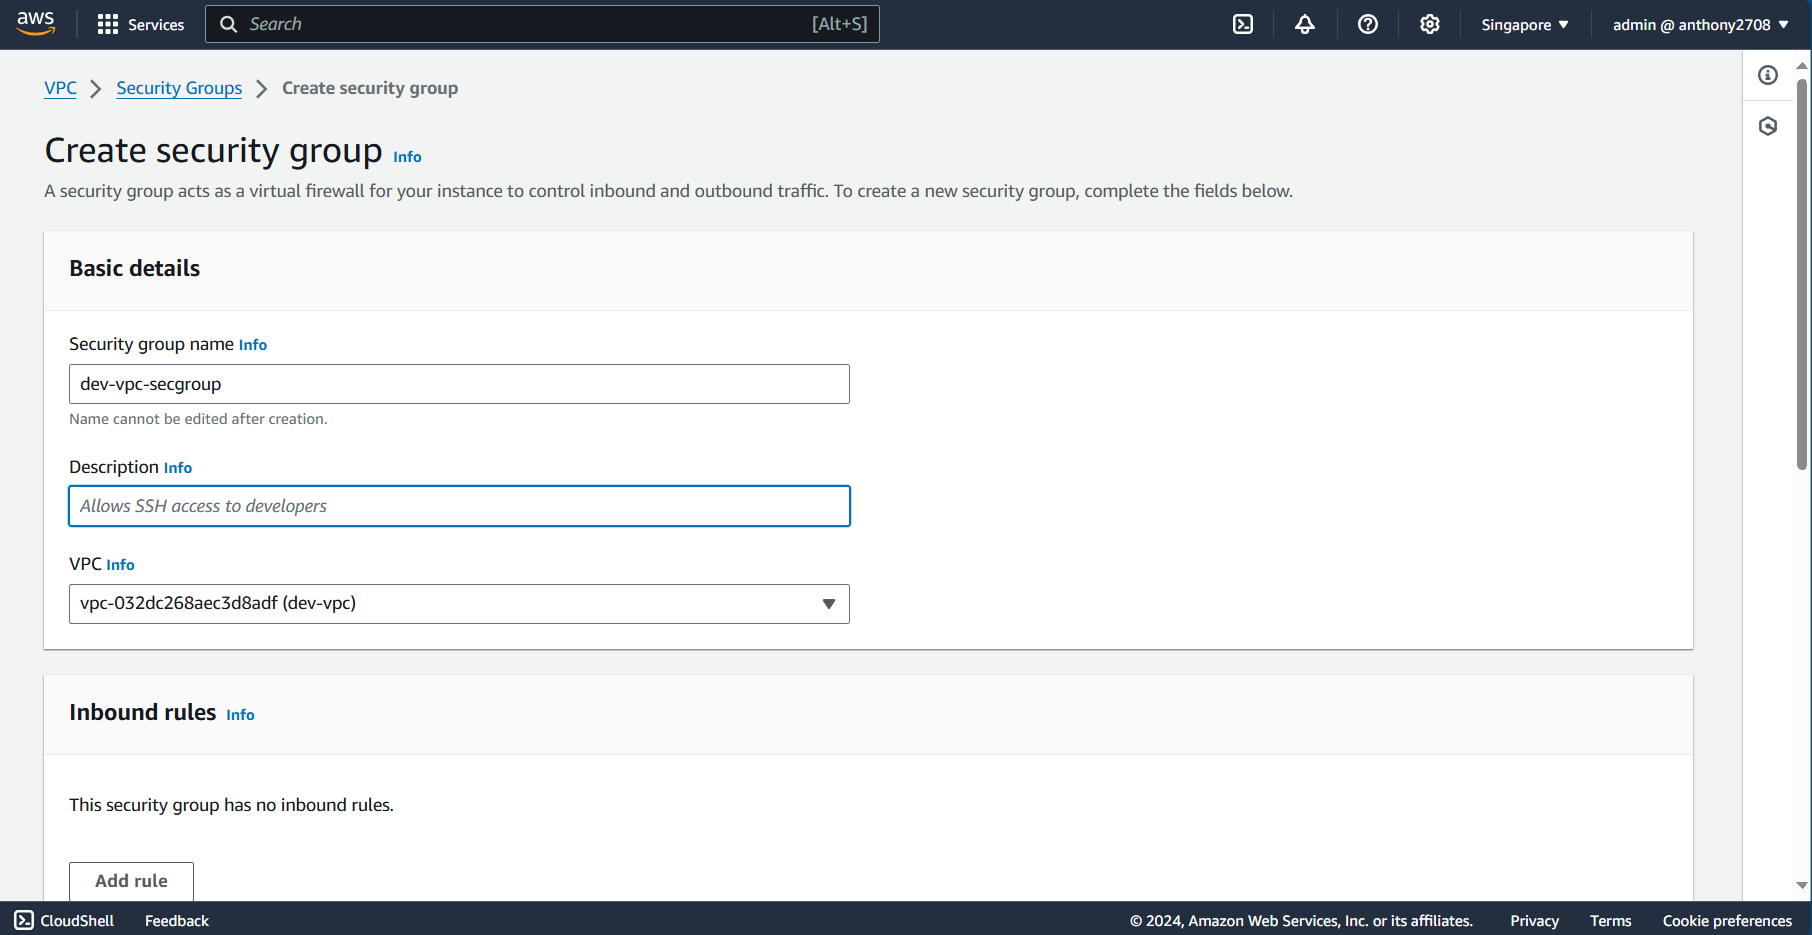 aws Services Search [Alt+S] Singapore admin @ anthony2708
VPC Security Groups Create security group
Create security group Info
A security group acts as a virtual firewall for your instance to control inbound and outbound traffic. To create a new security group, complete the fields below.
Basic details
Security group name Info
dev-vpc-secgroup
Name cannot be edited after creation.
Description Info
Allows SSH access to developers
VPC Info
vpc-032dc268aec3d8adf (dev-vpc)
Inbound rules Info
This security group has no inbound rules.
Add rule
CloudShell Feedback © 2024, Amazon Web Services, Inc. or its affiliates. Privacy Terms Cookie preferences